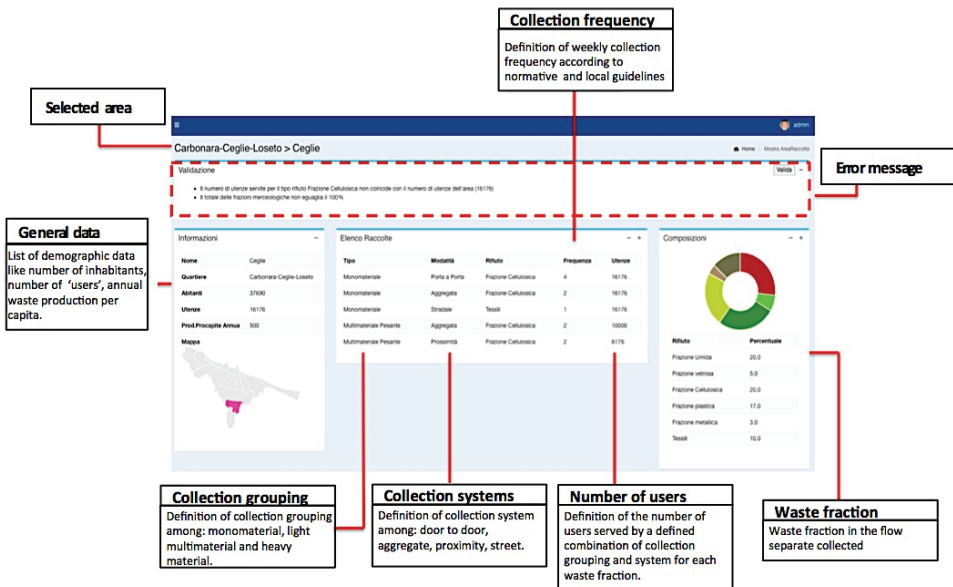 Collection frequency
Definition of weekly collection
frequency according to
normative and local guidelines
Selected area
admin
Carbonara-Ceglie-Loseto > Ceglie
Home Mostra AreaRaccolta
Validazione
Valida −
Il numero di utenze servite per il tipo rifiuto Frazione Cellulosica non coincide con il numero di utenze dell'area (16176)
Il totale delle frazioni merceologiche non eguaglia il 100%
Error message
General data
List of demographic data
like number of inhabitants,
number of 'users', annual
waste production per
capita.
Informazioni −
Nome Ceglie
Quartiere Carbonara-Ceglie-Loseto
Abitanti 37690
Utenze 16176
Prod.Procapite Annua 500
Mappa
Elenco Raccolte − +
Tipo Modalità Rifiuto Frequenza Utenze
Monomateriale Porta a Porta Frazione Cellulosica 4 16176
Monomateriale Aggregata Frazione Cellulosica 2 16176
Monomateriale Stradale Tessili 1 16176
Multimateriale Pesante Aggregata Frazione Cellulosica 2 10000
Multimateriale Pesante Prossimità Frazione Cellulosica 2 6176
Composizioni − +
Rifiuto Percentuale
Frazione Umida 20.0
Frazione vetrosa 5.0
Frazione Cellulosica 20.0
Frazione plastica 17.0
Frazione metallica 3.0
Tessili 10.0
Collection grouping
Definition of collection grouping
among: monomaterial, light
multimaterial and heavy
material.
Collection systems
Definition of collection system
among: door to door,
aggregate, proximity, street.
Number of users
Definition of the number of
users served by a defined
combination of collection
grouping and system for each
waste fraction.
Waste fraction
Waste fraction in the flow
separate collected